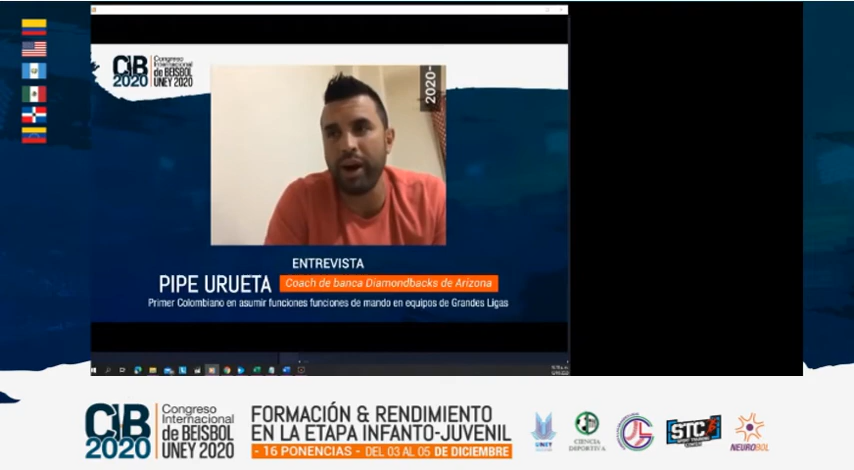 CIB
2020
Congreso
Internacional
de BEISBOL
UNEY 2020
2020-
ENTREVISTA
PIPE URUETA
Coach de banca Diamondbacks de Arizona
Primer Colombiano en asumir funciones funciones de mando en equipos de Grandes Ligas
CIB
2020
Congreso
Internacional
de BEISBOL
UNEY 2020
FORMACIÓN & RENDIMIENTO
EN LA ETAPA INFANTO-JUVENIL
- 16 PONENCIAS - DEL 03 AL 05 DE DICIEMBRE
UNEY
CIENCIA
DEPORTIVA
STC
NEUROBOL